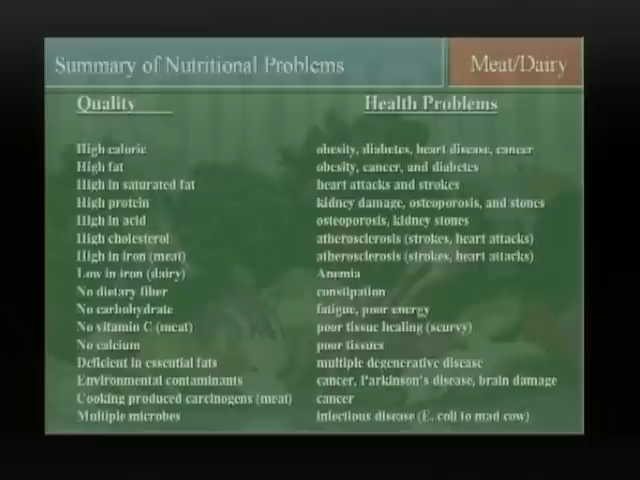 Summary of Nutritional Problems Meat/Dairy
Quality Health Problems
High calorie obesity, diabetes, heart disease, cancer
High fat obesity, cancer, and diabetes
High in saturated fat heart attacks and strokes
High protein kidney damage, osteoporosis, and stones
High in acid osteoporosis, kidney stones
High cholesterol atherosclerosis (strokes, heart attacks)
High in iron (meat) atherosclerosis (strokes, heart attacks)
Low in iron (dairy) Anemia
No dietary fiber constipation
No carbohydrate fatigue, poor energy
No vitamin C (meat) poor tissue healing (scurvy)
No calcium poor tissues
Deficient in essential fats multiple degenerative disease
Environmental contaminants cancer, Parkinson's disease, brain damage
Cooking produced carcinogens (meat) cancer
Multiple microbes infectious disease (E. coli to mad cow)